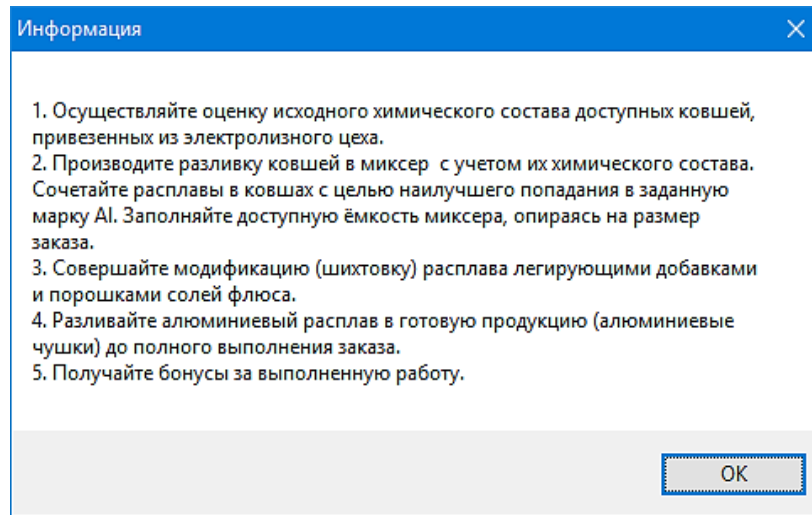 Информация
1. Осуществляйте оценку исходного химического состава доступных ковшей,
привезенных из электролизного цеха.
2. Производите разливку ковшей в миксер  с учетом их химического состава.
Сочетайте расплавы в ковшах с целью наилучшего попадания в заданную
марку Al. Заполняйте доступную ёмкость миксера, опираясь на размер
заказа.
3. Совершайте модификацию (шихтовку) расплава легирующими добавками
и порошками солей флюса.
4. Разливайте алюминиевый расплав в готовую продукцию (алюминиевые
чушки) до полного выполнения заказа.
5. Получайте бонусы за выполненную работу.
ОК